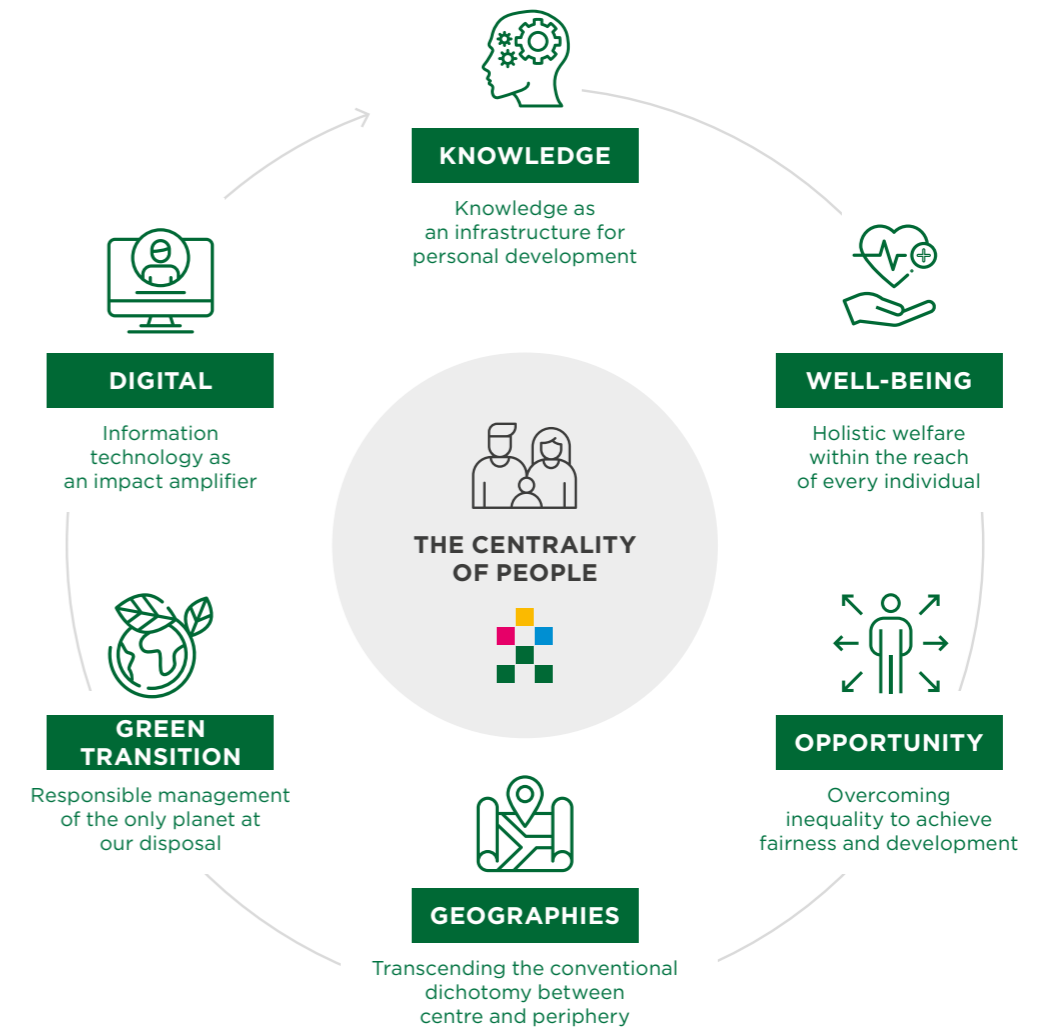 KNOWLEDGE
Knowledge as
an infrastructure for
personal development
WELL-BEING
Holistic welfare
within the reach
of every individual
OPPORTUNITY
Overcoming
inequality to achieve
fairness and development
GEOGRAPHIES
Transcending the conventional
dichotomy between
centre and periphery
GREEN
TRANSITION
Responsible management
of the only planet at
our disposal
DIGITAL
Information
technology as
an impact amplifier
THE CENTRALITY
OF PEOPLE